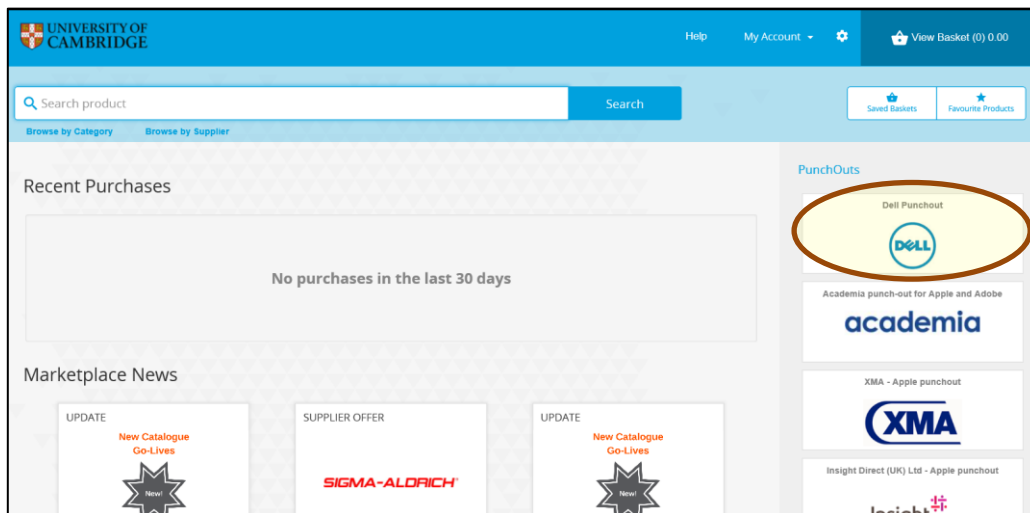 UNIVERSITY OF
CAMBRIDGE
Help
My Account
View Basket (0) 0.00
Search product
Search
Saved Baskets
Favourite Products
Browse by Category
Browse by Supplier
Recent Purchases
No purchases in the last 30 days
Marketplace News
UPDATE
New Catalogue
Go-Lives
New!
SUPPLIER OFFER
SIGMA-ALDRICH
UPDATE
New Catalogue
Go-Lives
New!
PunchOuts
Dell Punchout
DELL
Academia punch-out for Apple and Adobe
academia
XMA - Apple punchout
XMA
Insight Direct (UK) Ltd - Apple punchout
Insight